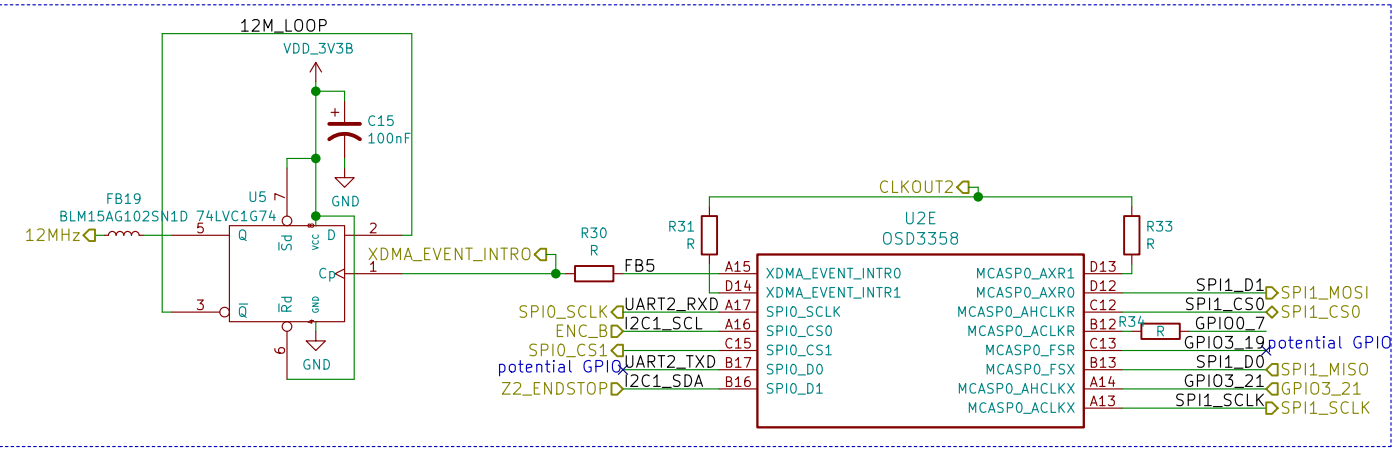 12M_LOOP
VDD_3V3B
C15
100nF
GND
FB19
BLM15AG102SN1D
U5
74LVC1G74
12MHz
5
Q
7
Sd
8
VCC
D
2
Cp
1
3
Q
Rd
GND
4
6
GND
XDMA_EVENT_INTRO
R30
R
FB5
CLKOUT2
R31
R
R33
R
U2E
OSD3358
A15
XDMA_EVENT_INTR0
D14
XDMA_EVENT_INTR1
SPI0_SCLK
UART2_RXD
A17
SPI0_SCLK
ENC_B
I2C1_SCL
A16
SPI0_CS0
SPI0_CS1
C15
SPI0_CS1
potential GPIO
UART2_TXD
B17
SPI0_D0
Z2_ENDSTOP
I2C1_SDA
B16
SPI0_D1
MCASP0_AXR1
D13
MCASP0_AXR0
D12
SPI1_D1
SPI1_MOSI
MCASP0_AHCLKR
C12
SPI1_CS0
SPI1_CS0
MCASP0_ACLKR
B12
R34
R
GPIO0_7
MCASP0_FSR
C13
GPIO3_19
potential GPIO
MCASP0_FSX
B13
SPI1_D0
SPI1_MISO
MCASP0_AHCLKX
A14
GPIO3_21
GPIO3_21
MCASP0_ACLKX
A13
SPI1_SCLK
SPI1_SCLK